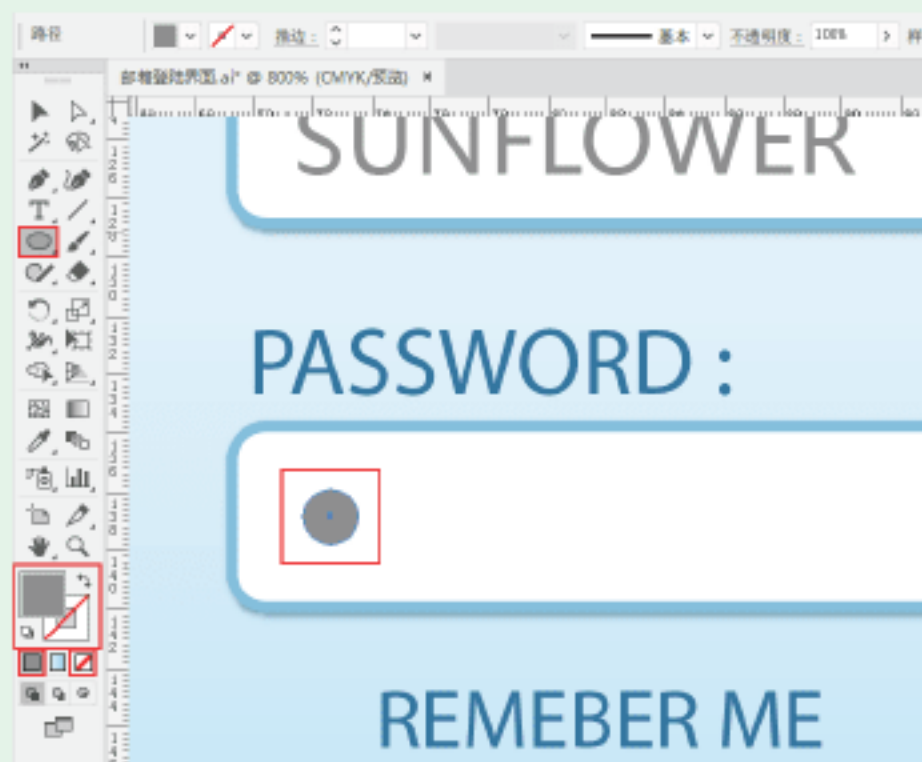 路径 描边： 基本 不透明度： 100% 样
邮箱登陆界面.ai* @ 800% (CMYK/预览) ×
SUNFLOWER
PASSWORD :
REMEBER ME